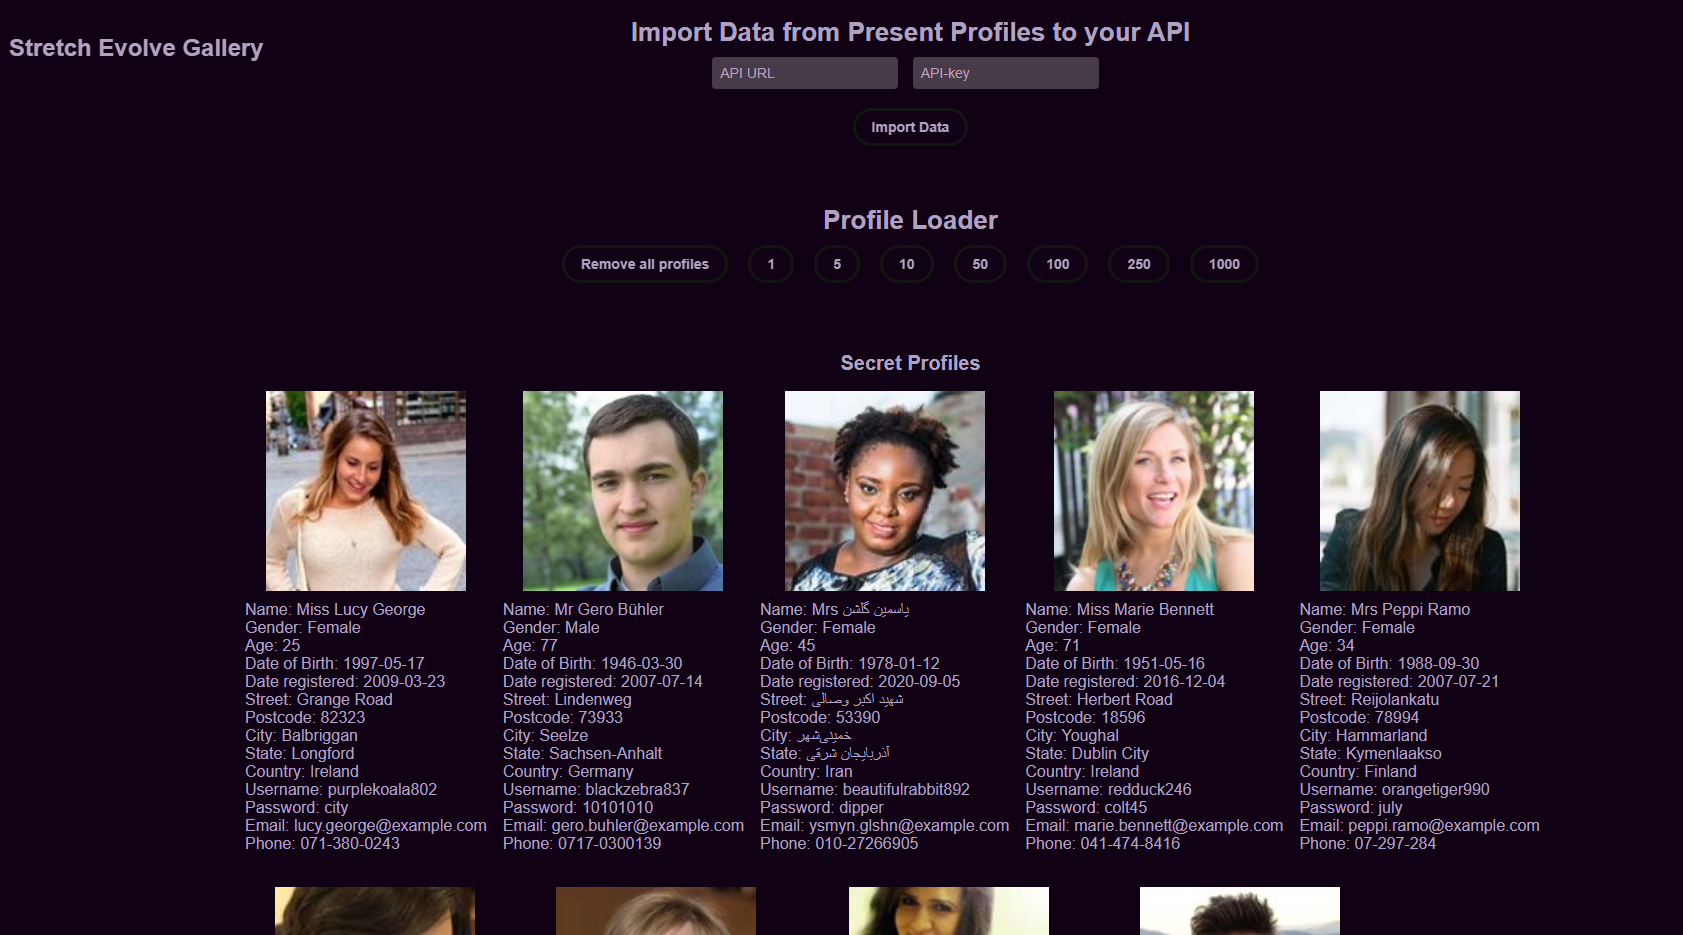 Stretch Evolve Gallery
Import Data from Present Profiles to your API
API URL
API-key
Import Data
Profile Loader
Remove all profiles
1
5
10
50
100
250
1000
Secret Profiles
Name: Miss Lucy George
Gender: Female
Age: 25
Date of Birth: 1997-05-17
Date registered: 2009-03-23
Street: Grange Road
Postcode: 82323
City: Balbriggan
State: Longford
Country: Ireland
Username: purplekoala802
Password: city
Email: lucy.george@example.com
Phone: 071-380-0243
Name: Mr Gero Bühler
Gender: Male
Age: 77
Date of Birth: 1946-03-30
Date registered: 2007-07-14
Street: Lindenweg
Postcode: 73933
City: Seelze
State: Sachsen-Anhalt
Country: Germany
Username: blackzebra837
Password: 10101010
Email: gero.buhler@example.com
Phone: 0717-0300139
Name: Mrs یاسمین گلشن
Gender: Female
Age: 45
Date of Birth: 1978-01-12
Date registered: 2020-09-05
Street: شهید اکبر وصالی
Postcode: 53390
City: خمینی‌شهر
State: آذربایجان شرقی
Country: Iran
Username: beautifulrabbit892
Password: dipper
Email: ysmyn.glshn@example.com
Phone: 010-27266905
Name: Miss Marie Bennett
Gender: Female
Age: 71
Date of Birth: 1951-05-16
Date registered: 2016-12-04
Street: Herbert Road
Postcode: 18596
City: Youghal
State: Dublin City
Country: Ireland
Username: redduck246
Password: colt45
Email: marie.bennett@example.com
Phone: 041-474-8416
Name: Mrs Peppi Ramo
Gender: Female
Age: 34
Date of Birth: 1988-09-30
Date registered: 2007-07-21
Street: Reijolankatu
Postcode: 78994
City: Hammarland
State: Kymenlaakso
Country: Finland
Username: orangetiger990
Password: july
Email: peppi.ramo@example.com
Phone: 07-297-284